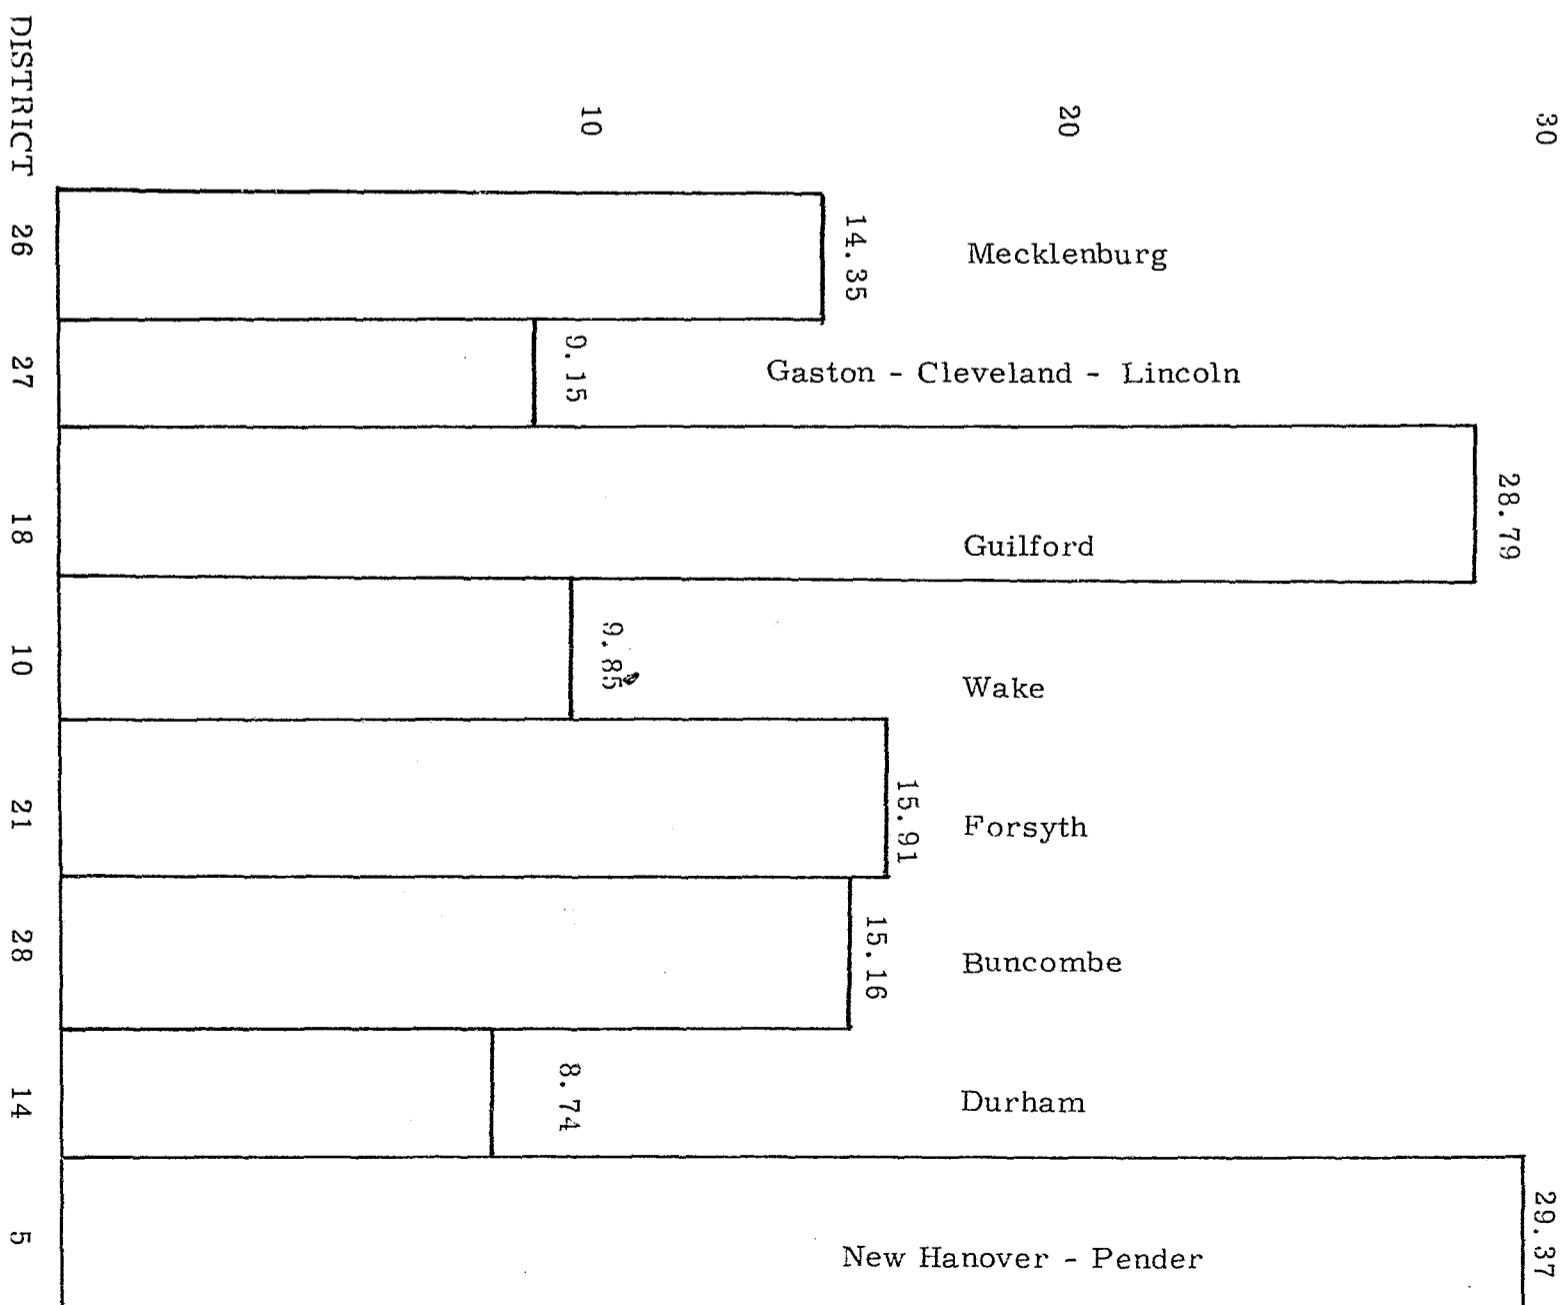 30
20
10
DISTRICT
26
14.35
Mecklenburg
27
9.15
Gaston - Cleveland - Lincoln
18
28.79
Guilford
10
9.85
Wake
21
15.91
Forsyth
28
15.16
Buncombe
14
8.74
Durham
5
29.37
New Hanover - Pender